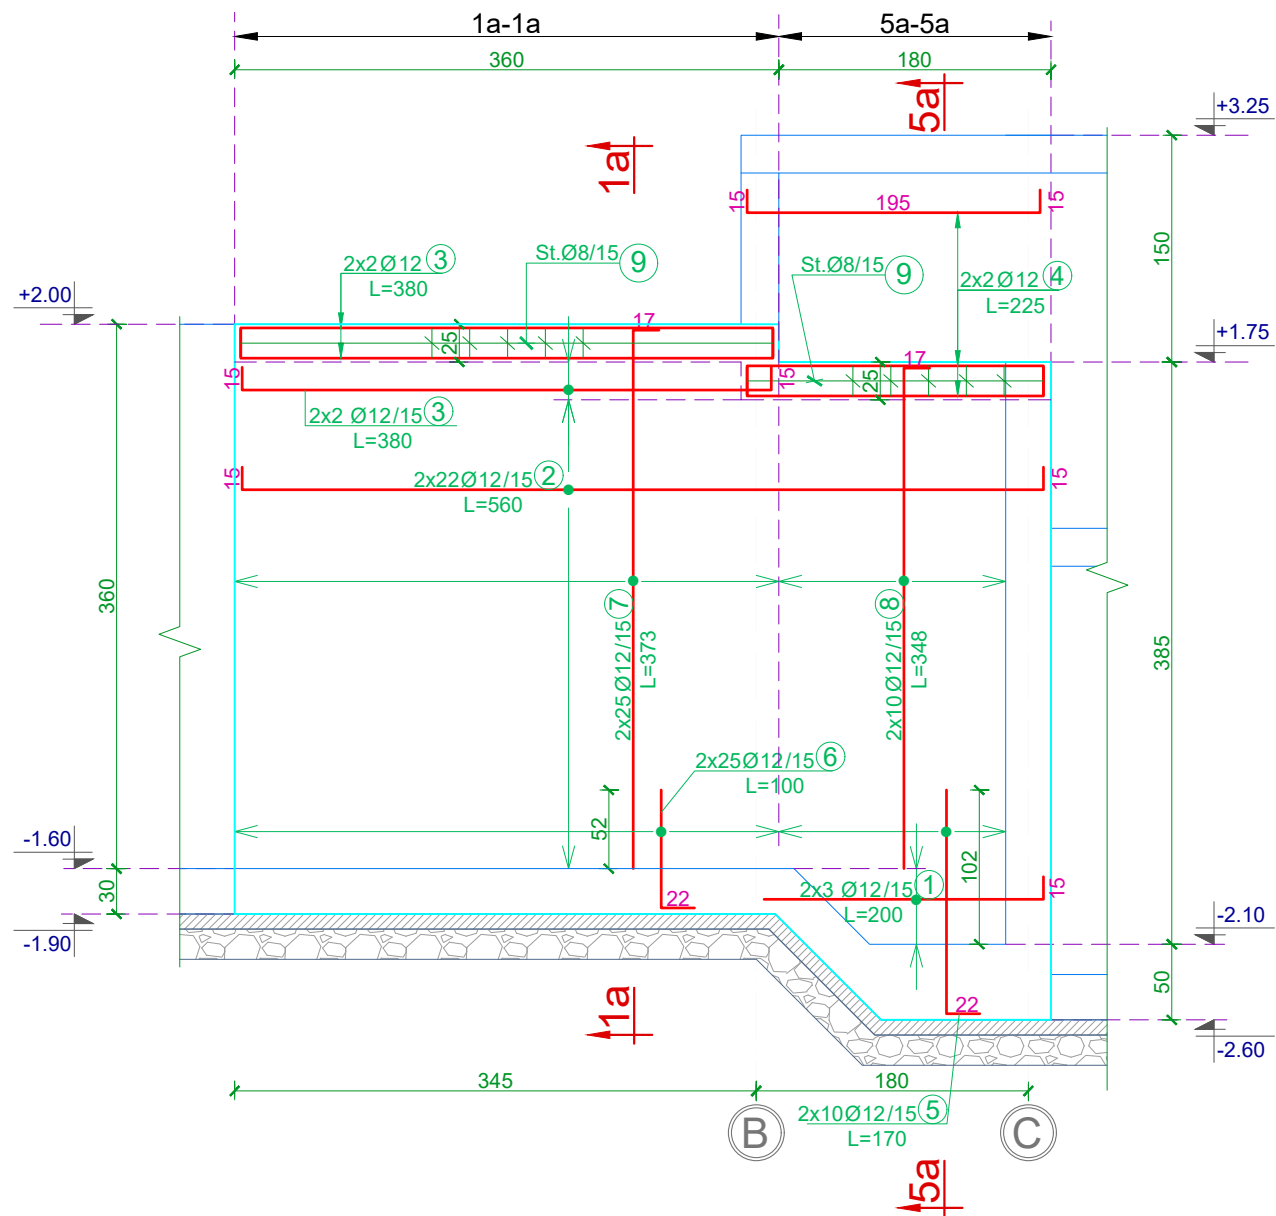 1a-1a
5a-5a
360
180
5a
+3.25
1a
15
195
15
150
2x2Ø12 3
L=380
St.Ø8/15 9
St.Ø8/15 9
2x2Ø12 4
L=225
+2.00
+1.75
17
25
17
25
15
15
2x2 Ø12/15 3
L=380
15
2x22Ø12/15 2
L=560
15
360
385
2x25Ø12/15 7
L=373
2x10Ø12/15 8
L=348
2x25Ø12/15 6
L=100
52
102
-1.60
30
-1.90
22
2x3 Ø12/15 1
L=200
15
-2.10
50
-2.60
22
1a
345
180
B
C
2x10Ø12/15 5
L=170
5a